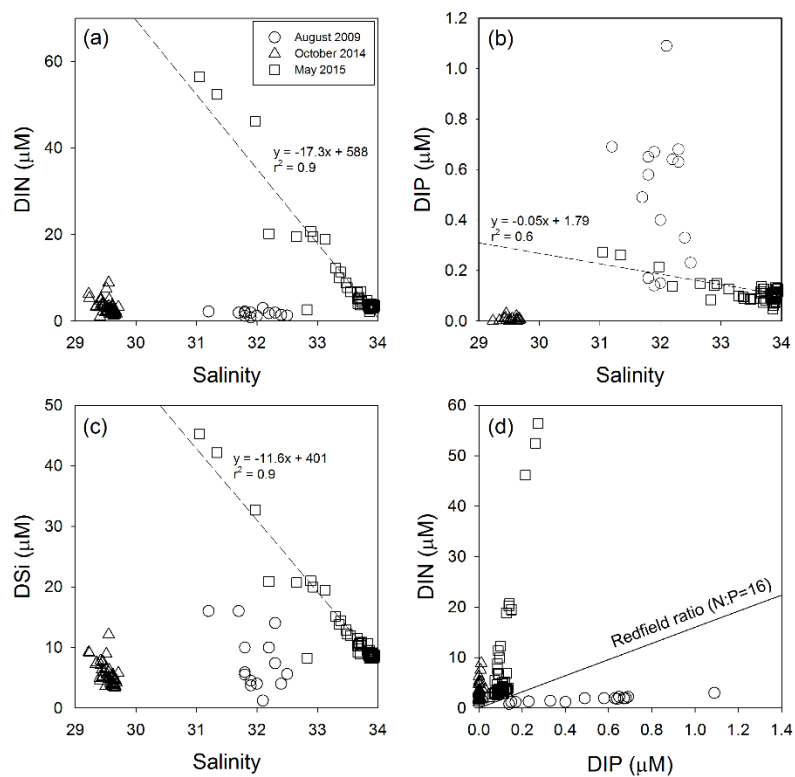 (a)
August 2009
October 2014
May 2015
y = -17.3x + 588
r² = 0.9
DIN (μM)
60
40
20
0
29 30 31 32 33 34
Salinity
(b)
y = -0.05x + 1.79
r² = 0.6
DIP (μM)
1.2
1.0
0.8
0.6
0.4
0.2
0.0
29 30 31 32 33 34
Salinity
(c)
y = -11.6x + 401
r² = 0.9
DSi (μM)
50
40
30
20
10
0
29 30 31 32 33 34
Salinity
(d)
Redfield ratio (N:P=16)
DIN (μM)
60
50
40
30
20
10
0
0.0 0.2 0.4 0.6 0.8 1.0 1.2 1.4
DIP (μM)